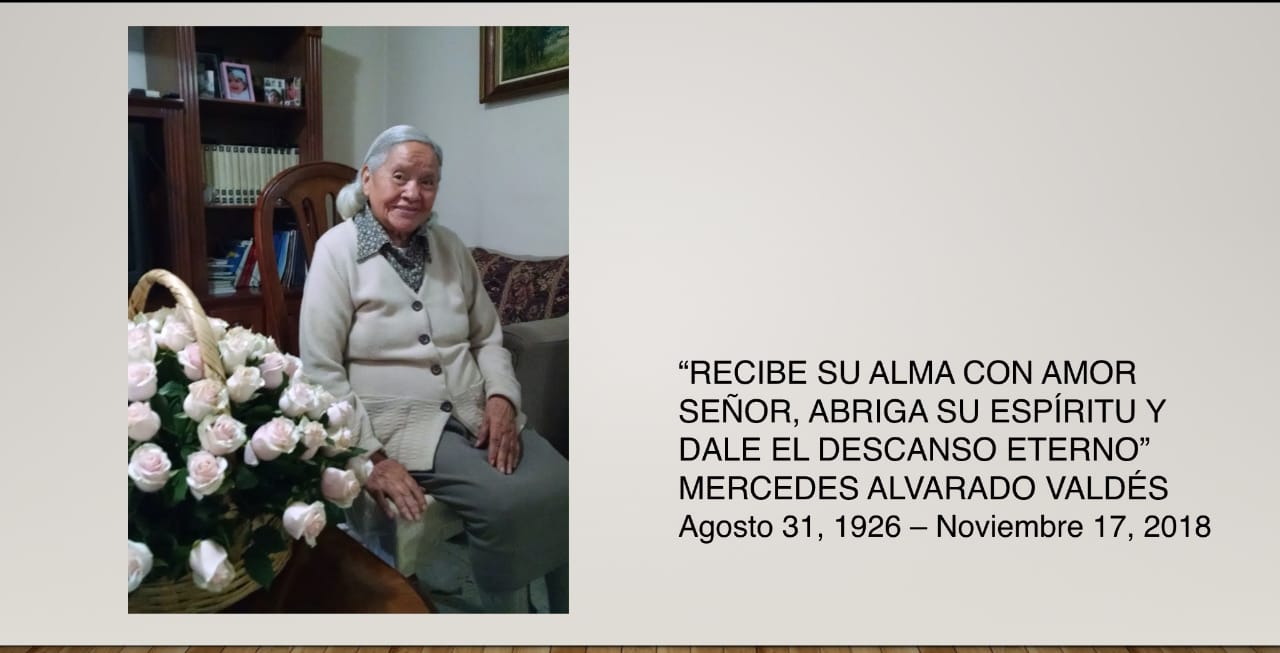 “RECIBE SU ALMA CON AMOR
SEÑOR, ABRIGA SU ESPÍRITU Y
DALE EL DESCANSO ETERNO”
MERCEDES ALVARADO VALDÉS
Agosto 31, 1926 – Noviembre 17, 2018